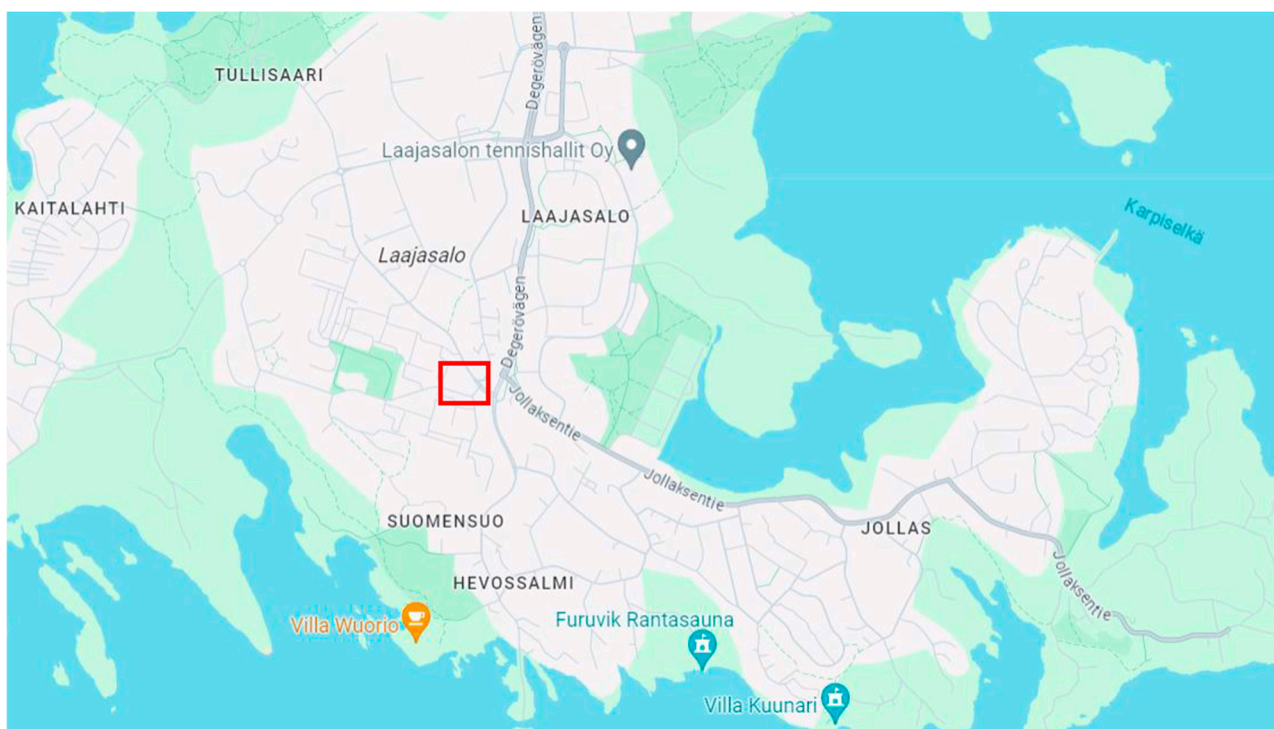 Degerövägen
TULLISAARI
Laajasalon tennishallit Oy
KAITALAHTI
LAAJASALO
Karpiselkä
Laajasalo
Degerövägen
Jollaksentie
Jollaksentie
SUOMENSUO
JOLLAS
HEVOSSALMI
Jollaksentie
Villa Wuorio
Furuvik Rantasauna
Villa Kuunari